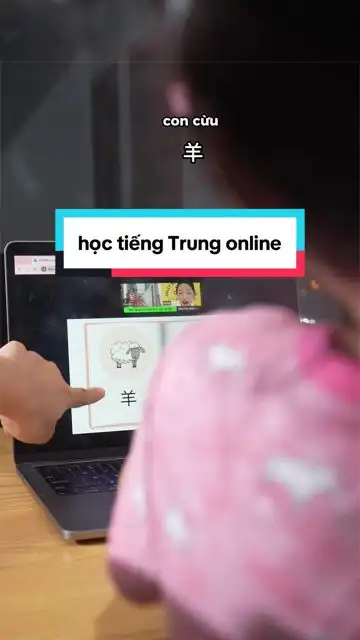 con cừu
羊
học tiếng Trung online
羊